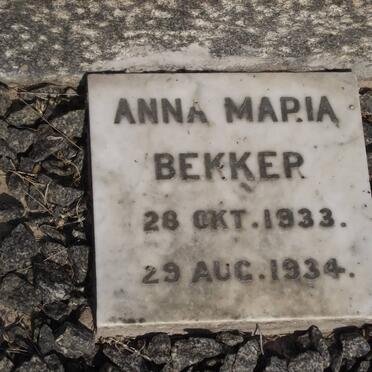 ANNA MARIA
BEKKER
28 OKT.1933.
29 AUG.1934.